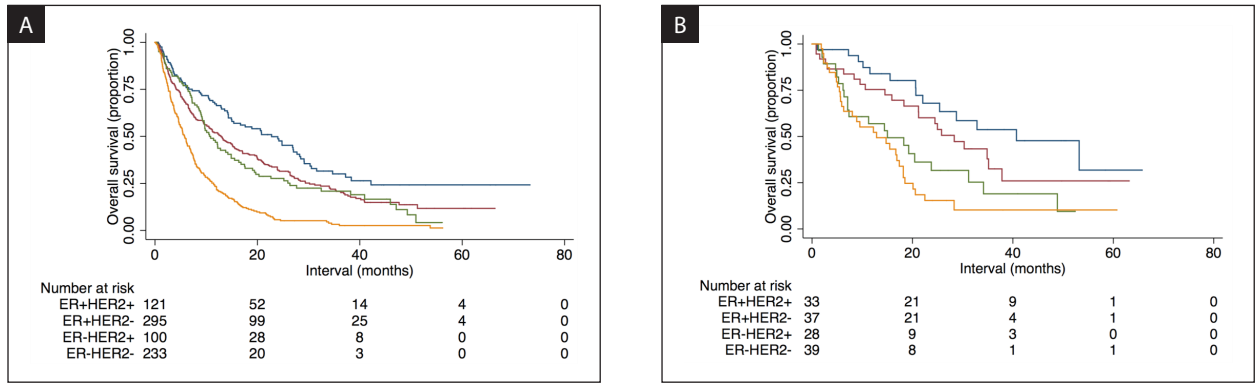 A
Overall survival (proportion)
1.00
0.75
0.50
0.25
0.00
0 20 40 60 80
Interval (months)
Number at risk
ER+HER2+ 121 52 14 4 0
ER+HER2- 295 99 25 4 0
ER-HER2+ 100 28 8 0 0
ER-HER2- 233 20 3 0 0
B
Overall survival (proportion)
1.00
0.75
0.50
0.25
0.00
0 20 40 60 80
Interval (months)
Number at risk
ER+HER2+ 33 21 9 1 0
ER+HER2- 37 21 4 1 0
ER-HER2+ 28 9 3 0 0
ER-HER2- 39 8 1 1 0